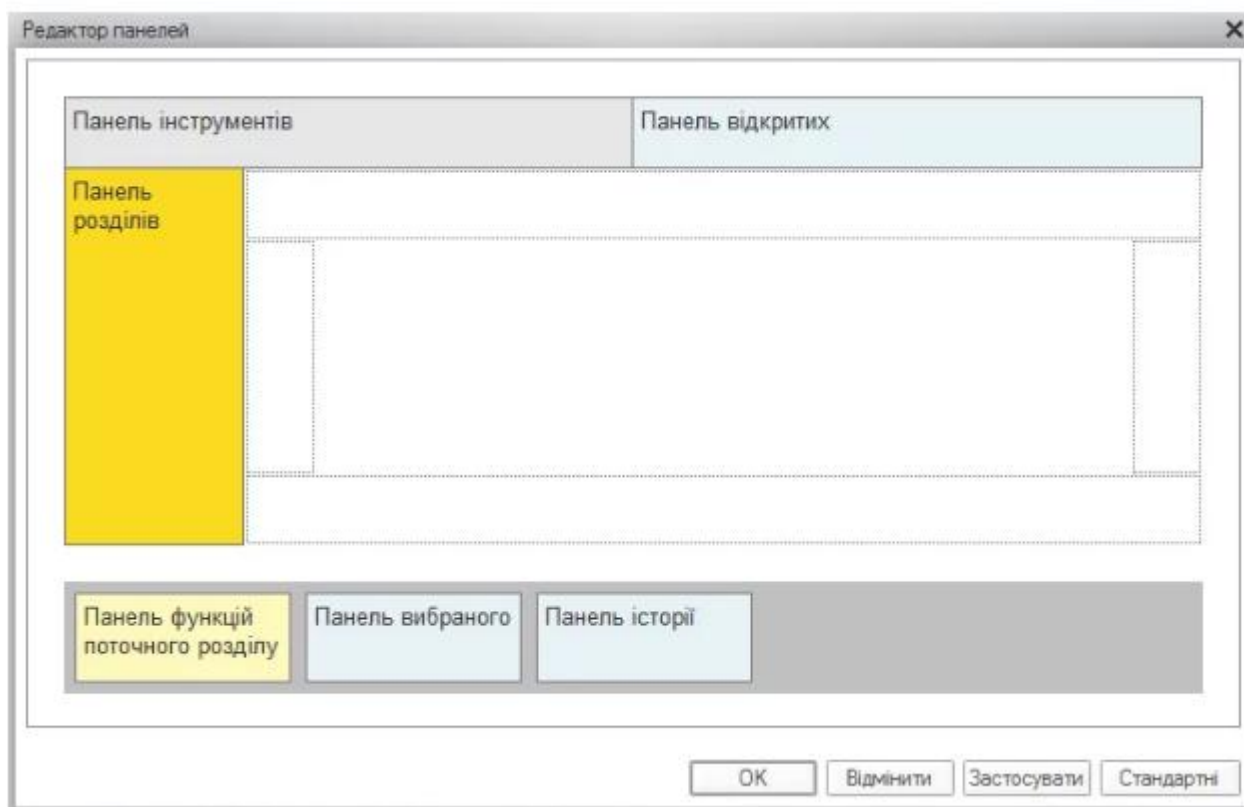 Редактор панелей
Панель інструментів
Панель відкритих
Панель
розділів
Панель функцій
поточного розділу
Панель вибраного
Панель історії
OK
Відмінити
Застосувати
Стандартні